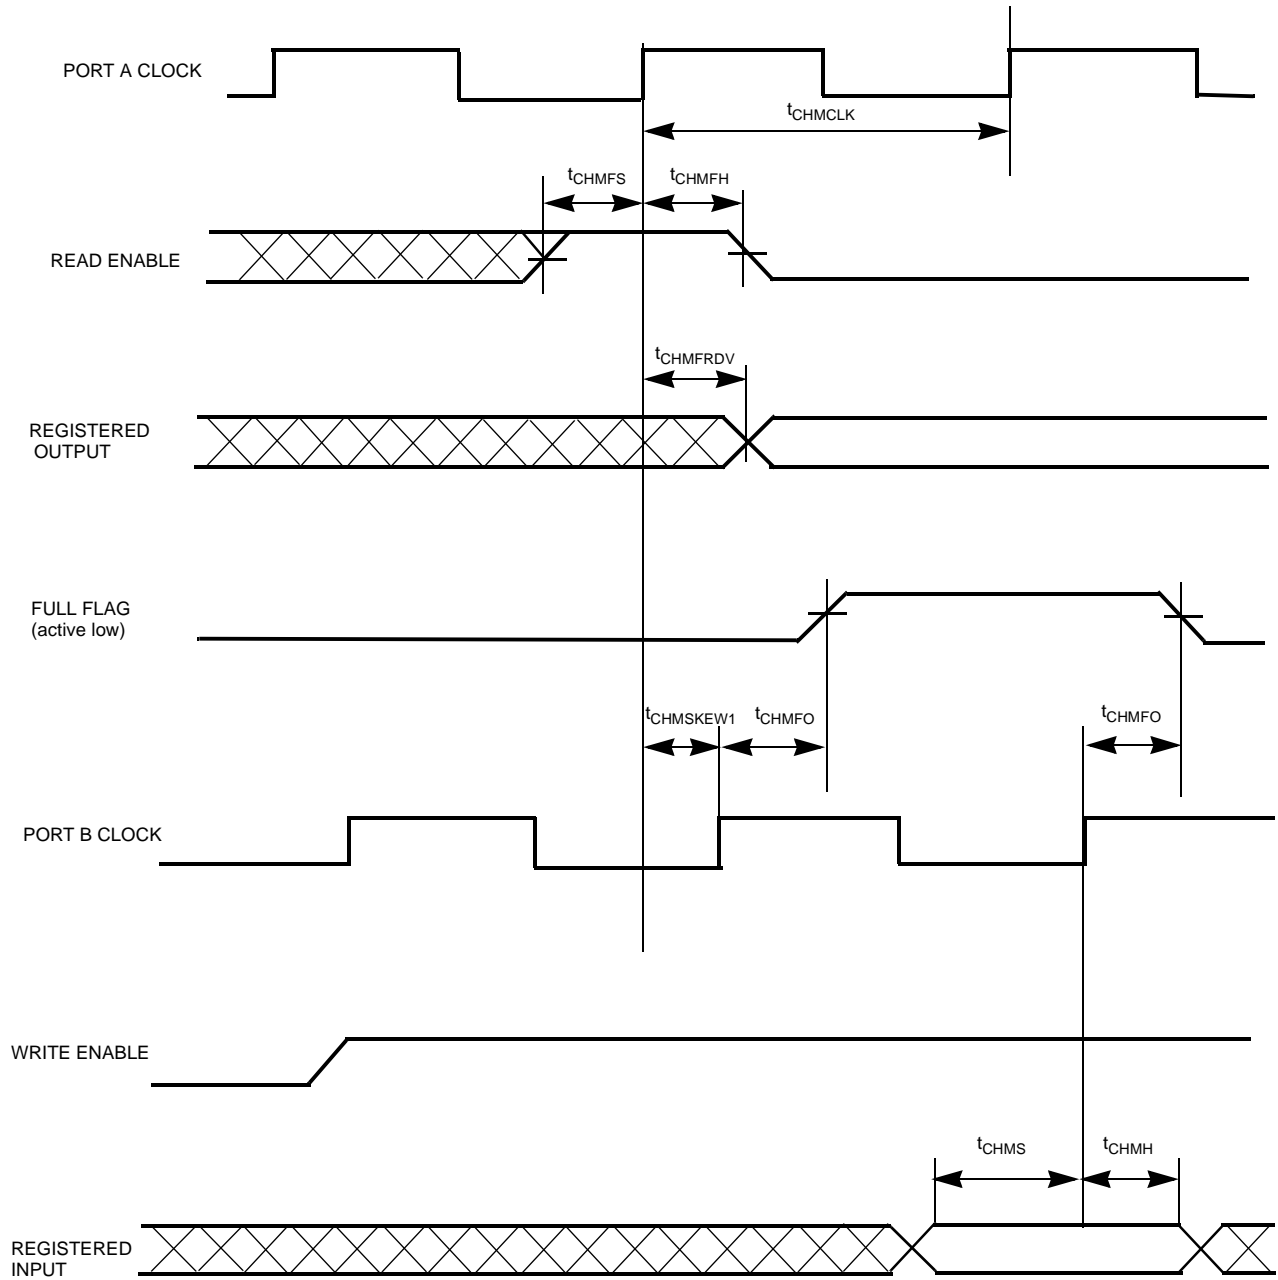 PORT A CLOCK
tCHMCLK
tCHMFS
tCHMFH
READ ENABLE
tCHMFRDV
REGISTERED
OUTPUT
FULL FLAG
(active low)
tCHMSKEW1
tCHMFO
tCHMFO
PORT B CLOCK
WRITE ENABLE
tCHMS
tCHMH
REGISTERED
INPUT